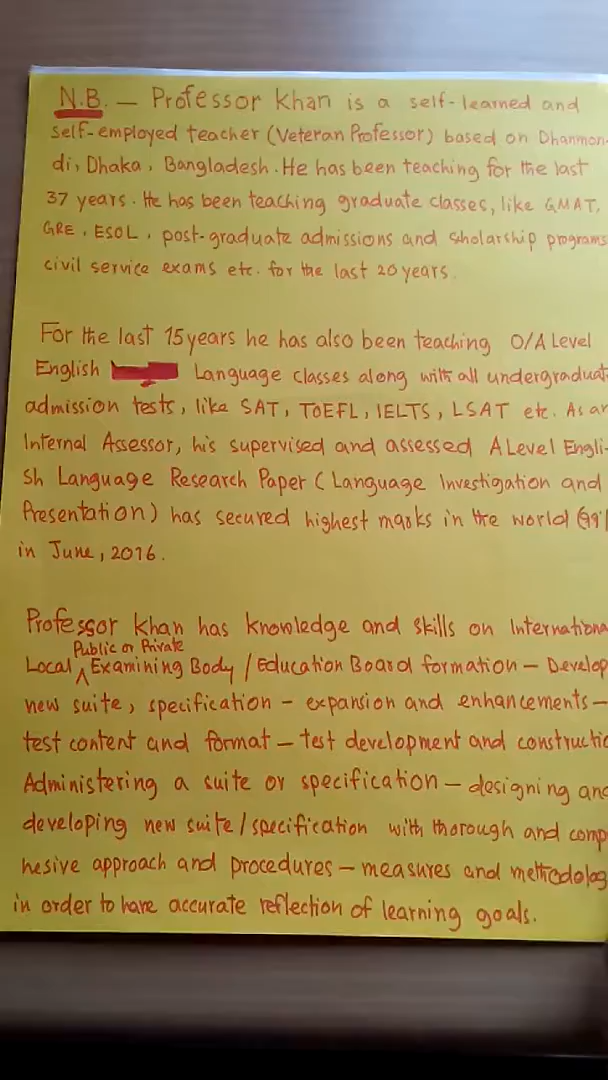 N.B. – Professor Khan is a self-learned and
self-employed teacher (Veteran Professor) based on Dhanmon-
di, Dhaka, Bangladesh. He has been teaching for the last
37 years. He has been teaching graduate classes, like GMAT,
GRE, ESOL, post-graduate admissions and scholarship programs
civil service exams etc. for the last 20 years.
For the last 15 years he has also been teaching O/A Level
English Language classes along with all undergraduat
admission tests, like SAT, TOEFL, IELTS, LSAT etc. As an
Internal Assessor, his supervised and assessed A Level Engli-
sh Language Research Paper (Language Investigation and
Presentation) has secured highest marks in the world (99%
in June, 2016.
Professor Khan has knowledge and skills on Internationa
Public or Private
Local ^ Examining Body / Education Board formation – Develop
new suite, specification – expansion and enhancements –
test content and format – test development and constructio
Administering a suite or specification – designing and
developing new suite / specification with thorough and comp
hesive approach and procedures – measures and methodolog
in order to have accurate reflection of learning goals.